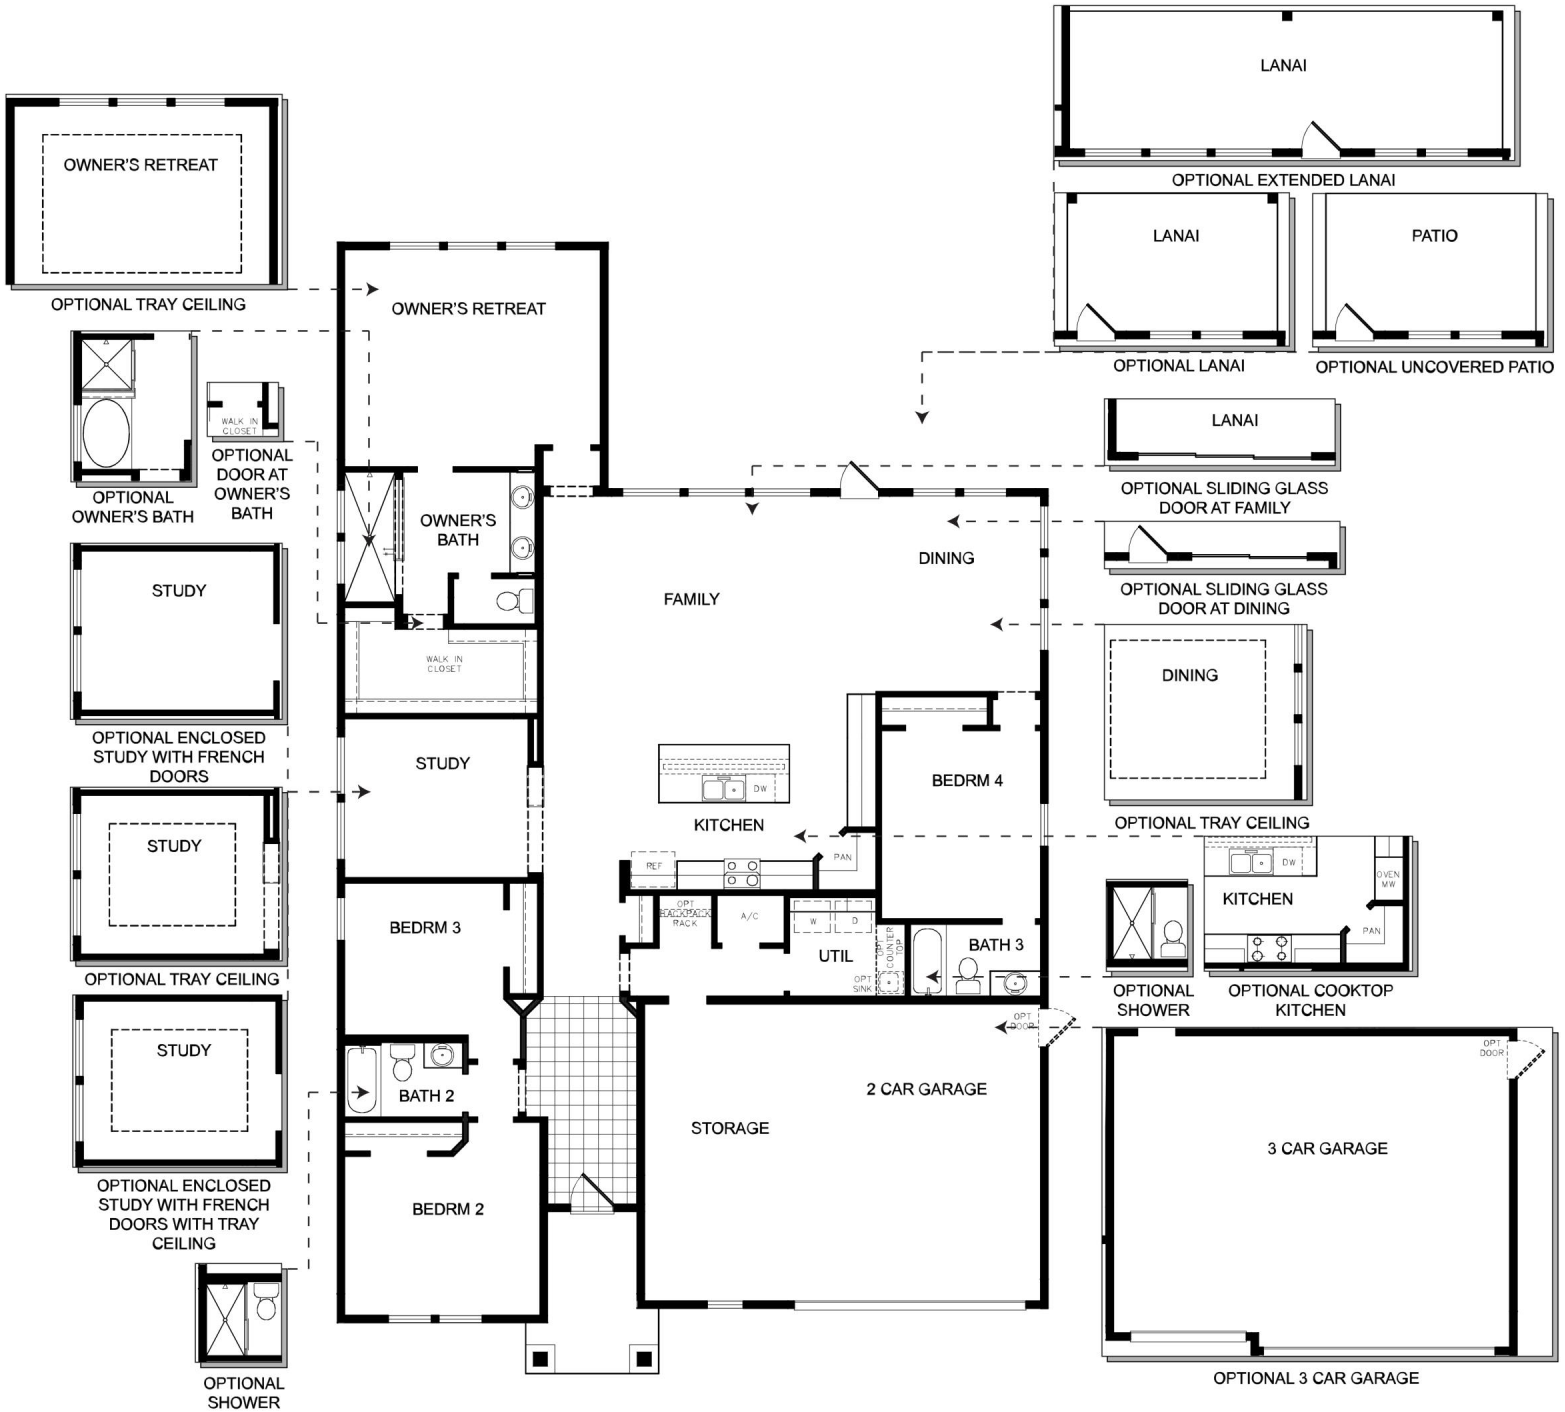 LANAI
OPTIONAL EXTENDED LANAI
OWNER'S RETREAT
OPTIONAL TRAY CEILING
LANAI
OPTIONAL LANAI
PATIO
OPTIONAL UNCOVERED PATIO
OWNER'S RETREAT
OPTIONAL
OWNER'S BATH
WALK IN
CLOSET
OPTIONAL
DOOR AT
OWNER'S
BATH
LANAI
OPTIONAL SLIDING GLASS
DOOR AT FAMILY
OWNER'S
BATH
DINING
OPTIONAL SLIDING GLASS
DOOR AT DINING
STUDY
OPTIONAL ENCLOSED
STUDY WITH FRENCH
DOORS
FAMILY
WALK IN
CLOSET
DINING
OPTIONAL TRAY CEILING
STUDY
BEDRM 4
DW
KITCHEN
REF
PAN
STUDY
OPTIONAL TRAY CEILING
DW
OVEN
MW
KITCHEN
PAN
OPTIONAL COOKTOP
KITCHEN
BEDRM 3
OPT
BACKPACK
RACK
A/C
W
D
UTIL
OPT
COUNTER
TOP
OPT
SINK
BATH 3
OPTIONAL
SHOWER
OPT
DOOR
STUDY
OPTIONAL ENCLOSED
STUDY WITH FRENCH
DOORS WITH TRAY
CEILING
BATH 2
2 CAR GARAGE
STORAGE
OPT
DOOR
3 CAR GARAGE
OPTIONAL 3 CAR GARAGE
BEDRM 2
OPTIONAL
SHOWER